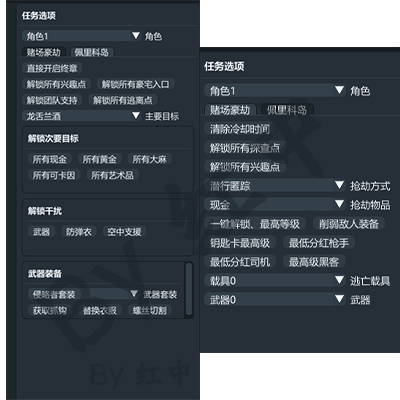 任务选项
角色1 角色
赌场豪劫 佩里科岛
直接开启终章
解锁所有兴趣点 解锁所有豪宅入口
解锁团队支持 解锁所有逃离点
龙舌兰酒 主要目标
解锁次要目标
所有现金 所有黄金 所有大麻
所有可卡因 所有艺术品
解锁干扰
武器 防弹衣 空中支援
武器装备
侵略者套装 武器套装
获取抓钩 替换衣服 螺丝切割
By 红中
By 红中
任务选项
角色1 角色
赌场豪劫 佩里科岛
清除冷却时间
解锁所有探查点
解锁所有兴趣点
潜行匿踪 抢劫方式
现金 抢劫物品
一键解锁、最高等级 削弱敌人装备
钥匙卡最高级 最低分红枪手
最低分红司机 最高级黑客
载具0 逃亡载具
武器0 武器